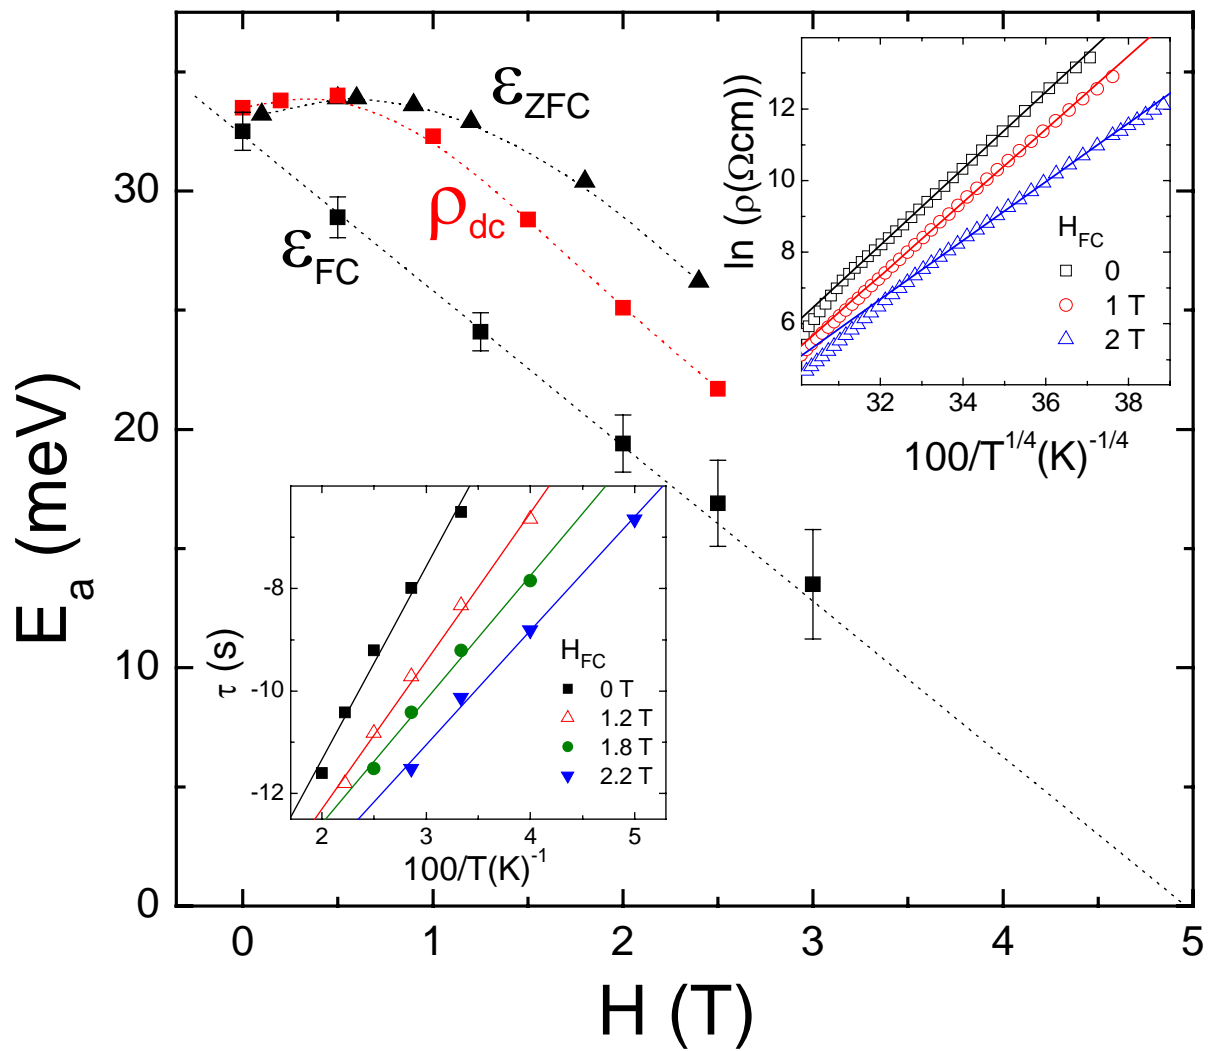 E_a (meV)
30
20
10
0
0 1 2 3 4 5
H (T)
ε_ZFC
ρ_dc
ε_FC
ln (ρ(Ωcm)
12
10
8
6
32 34 36 38
100/T^1/4(K)^-1/4
H_FC
0
1 T
2 T
τ (s)
-8
-10
-12
2 3 4 5
100/T(K)^-1
H_FC
0 T
1.2 T
1.8 T
2.2 T